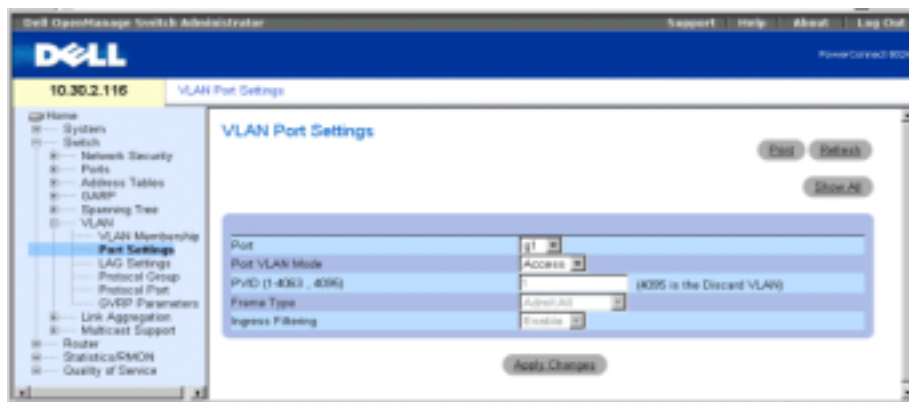 Dell OpenManage Switch Administrator
Support Help About Log Out
DELL
PowerConnect
10.30.2.116
VLAN Port Settings
Home
System
Switch
Network Security
Ports
Address Tables
GARP
Spanning Tree
VLAN
VLAN Membership
Port Settings
LAG Settings
Protocol Group
Protocol Port
GVRP Parameters
Link Aggregation
Multicast Support
Router
Statistics/RMON
Quality of Service
VLAN Port Settings
Print Refresh
Show All
Port g1
Port VLAN Mode Access
PVID (1-4063 , 4095) 1 (4095 is the Discard VLAN)
Frame Type Admit All
Ingress Filtering Enable
Apply Changes